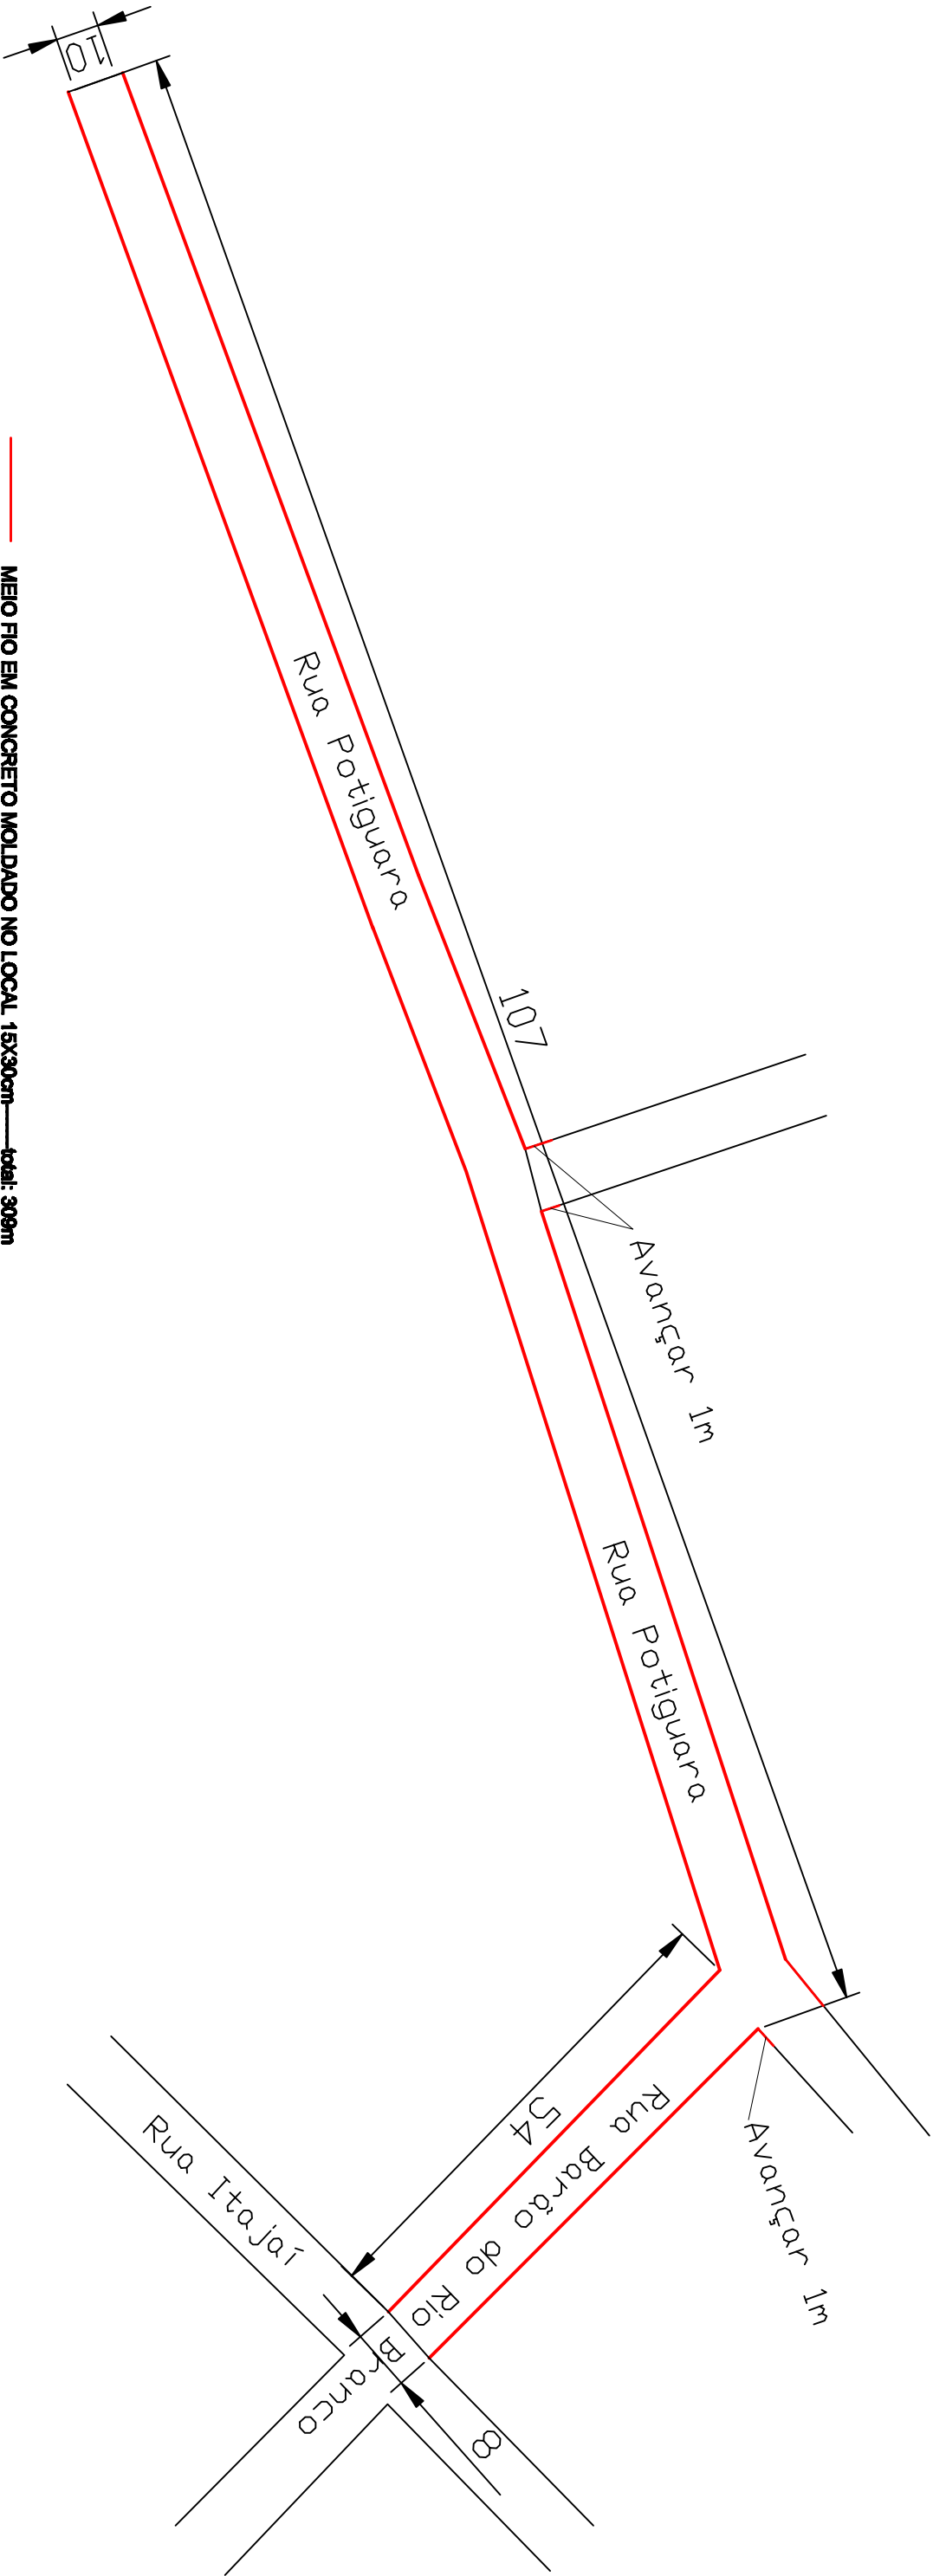 10
Rua Potiguara
107
Avançar 1m
Rua Potiguara
54
Rua Barão do Rio Branco
Avançar 1m
Rua Itajaí
8
MEIO FIO EM CONCRETO MOLDADO NO LOCAL 15X30cm-------total: 309m